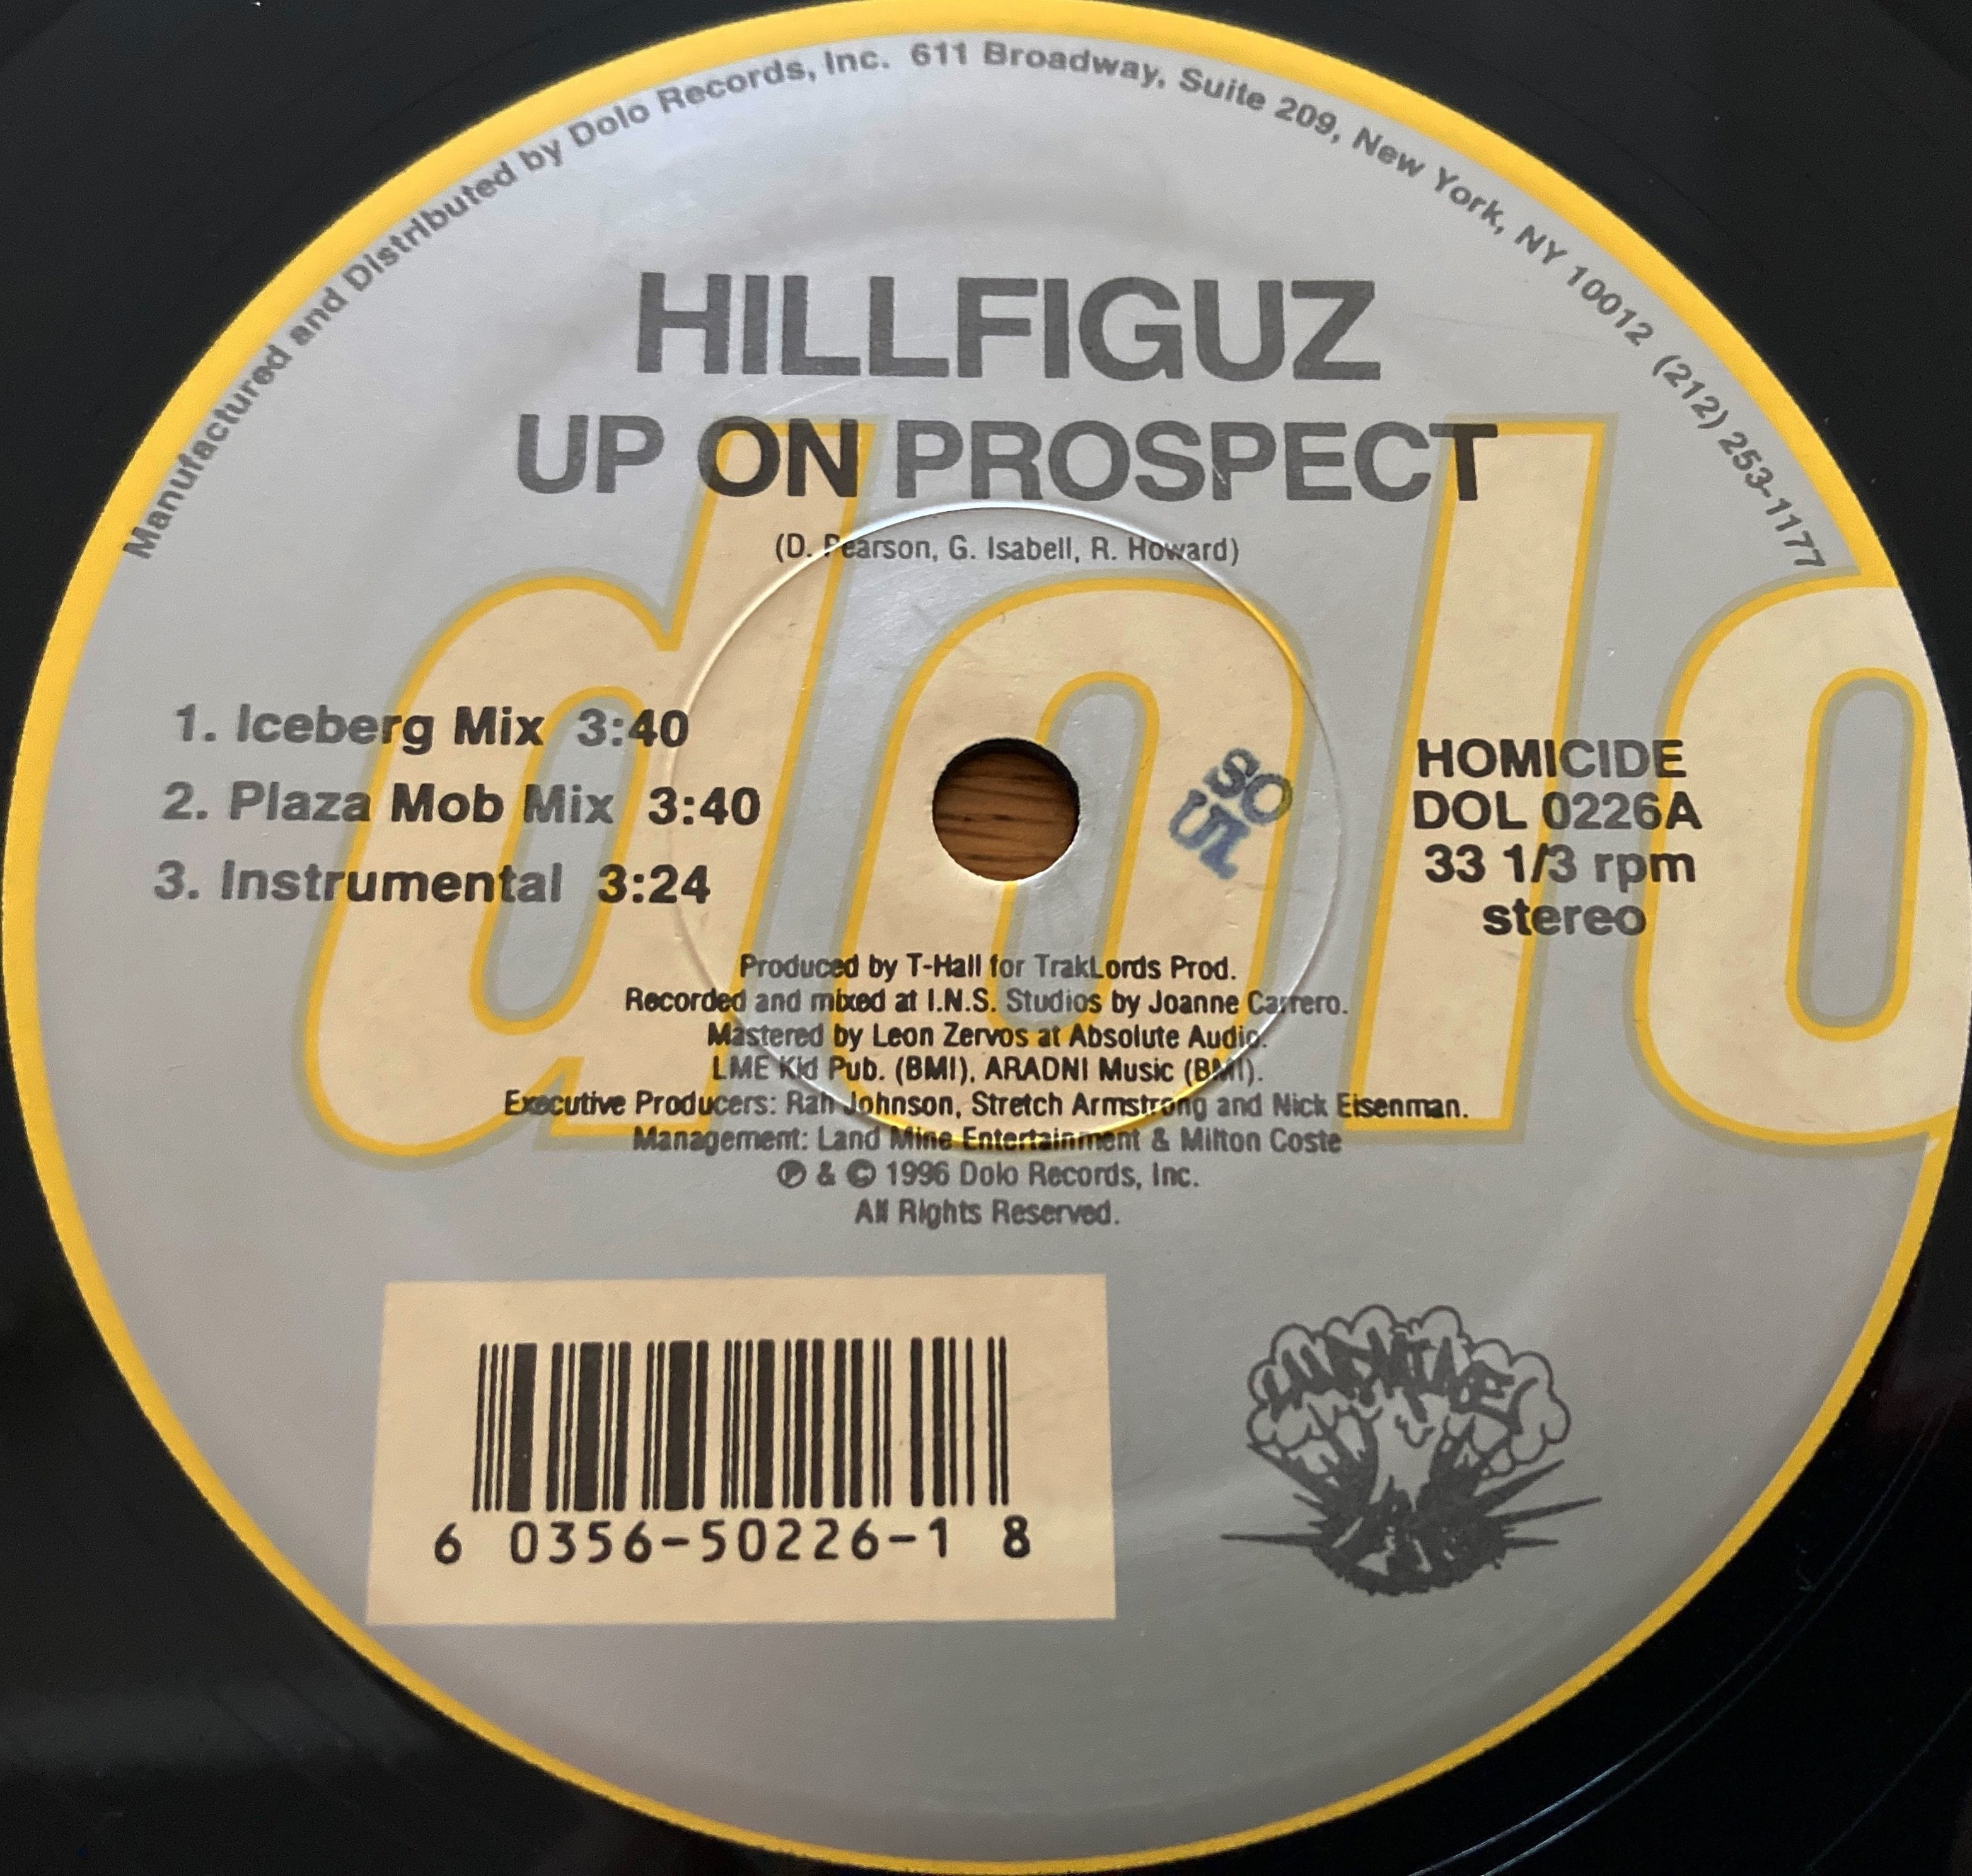 Manufactured and Distributed by Dolo Records, Inc. 611 Broadway, Suite 209, New York, NY 10012 (212) 253-1177
HILLFIGUZ
UP ON PROSPECT
(D. Pearson, G. Isabell, R. Howard)
dolo
1. Iceberg Mix 3:40
2. Plaza Mob Mix 3:40
3. Instrumental 3:24
SO
UL
HOMICIDE
DOL 0226A
33 1/3 rpm
stereo
Produced by T-Hall for TrakLords Prod.
Recorded and mixed at I.N.S. Studios by Joanne Carrero.
Mastered by Leon Zervos at Absolute Audio.
LME Kid Pub. (BMI), ARADNI Music (BMI).
Executive Producers: Rah Johnson, Stretch Armstrong and Nick Eisenman.
Management: Land Mine Entertainment & Milton Coste
℗ & © 1996 Dolo Records, Inc.
All Rights Reserved.
6 0356-50226-1 8
LANDMINE